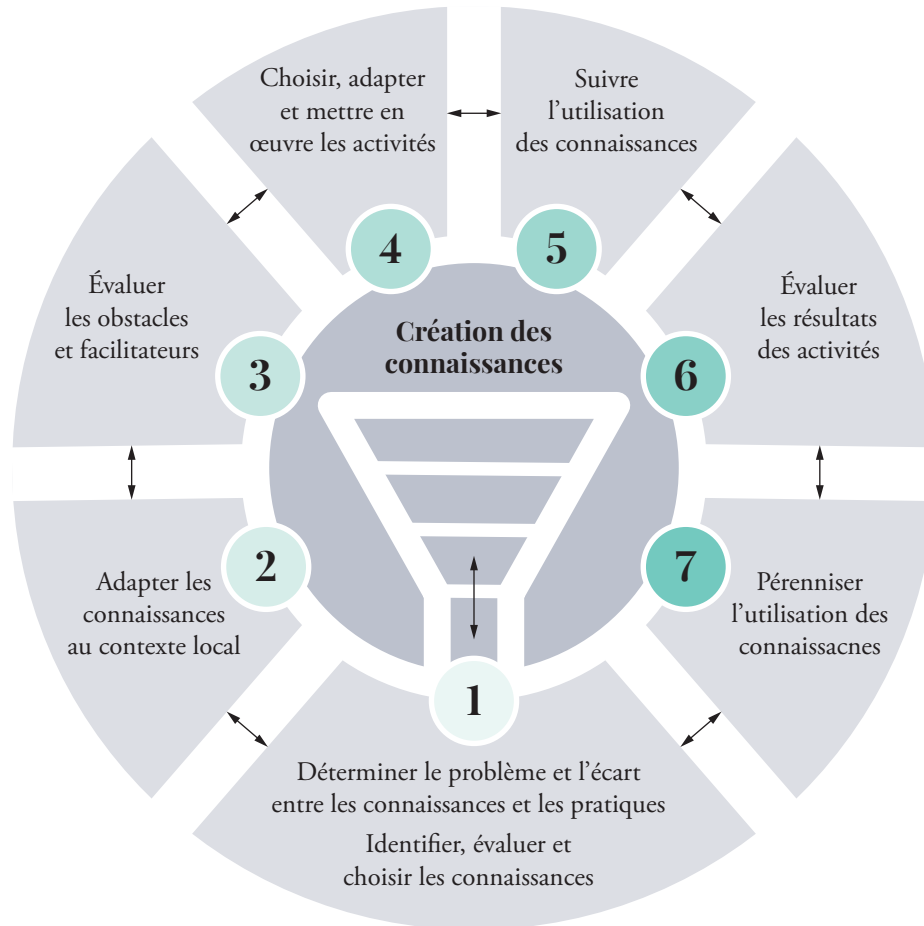 Choisir, adapter
et mettre en
œuvre les activités
Suivre
l’utilisation
des connaissances
4
5
Évaluer
les obstacles
et facilitateurs
3
Création des
connaissances
Évaluer
les résultats
des activités
6
2
Adapter les
connaissances
au contexte local
7
Pérenniser
l’utilisation des
connaissacnes
1
Déterminer le problème et l’écart
entre les connaissances et les pratiques
Identifier, évaluer et
choisir les connaissances